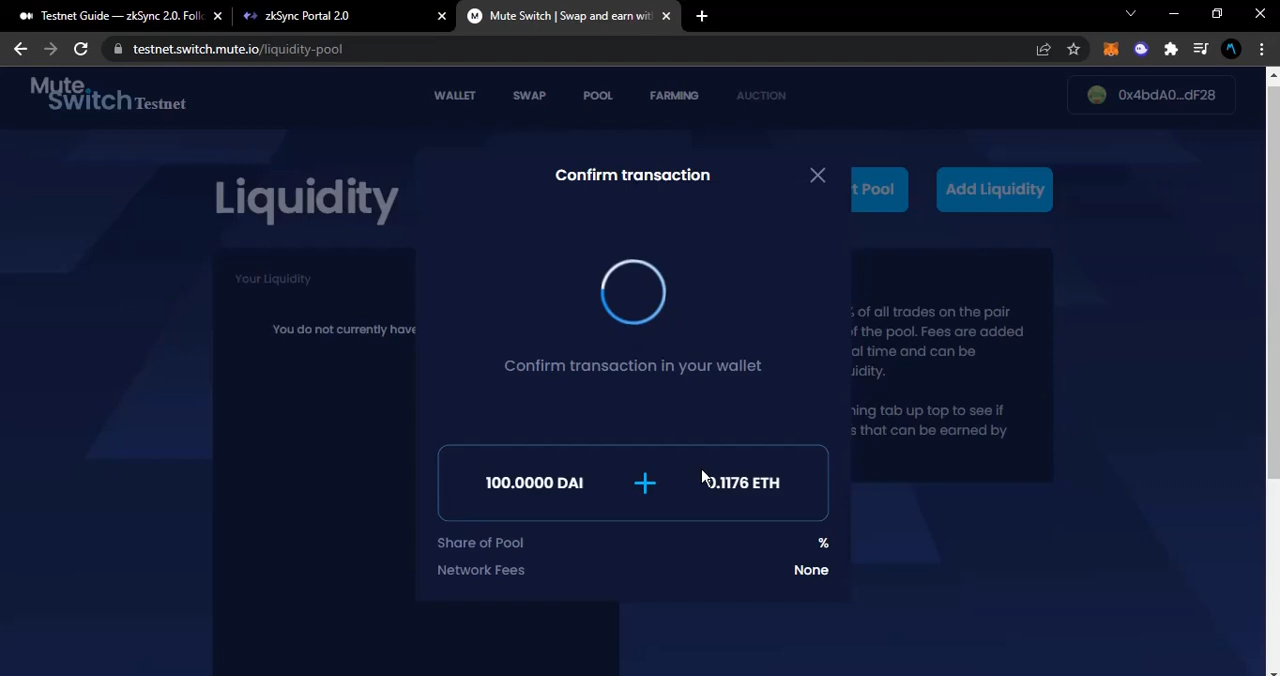 Testnet Guide — zkSync 2.0. Foll
zkSync Portal 2.0
Mute Switch | Swap and earn with
testnet.switch.mute.io/liquidity-pool
Mute.
Switch Testnet
WALLET
SWAP
POOL
FARMING
AUCTION
0x4bdA0...dF28
Liquidity
t Pool
Add Liquidity
Confirm transaction
Your Liquidity
You do not currently have
of all trades on the pair
of the pool. Fees are added
al time and can be
uidity.
ning tab up top to see if
s that can be earned by
Confirm transaction in your wallet
100.0000 DAI
0.1176 ETH
Share of Pool
%
Network Fees
None